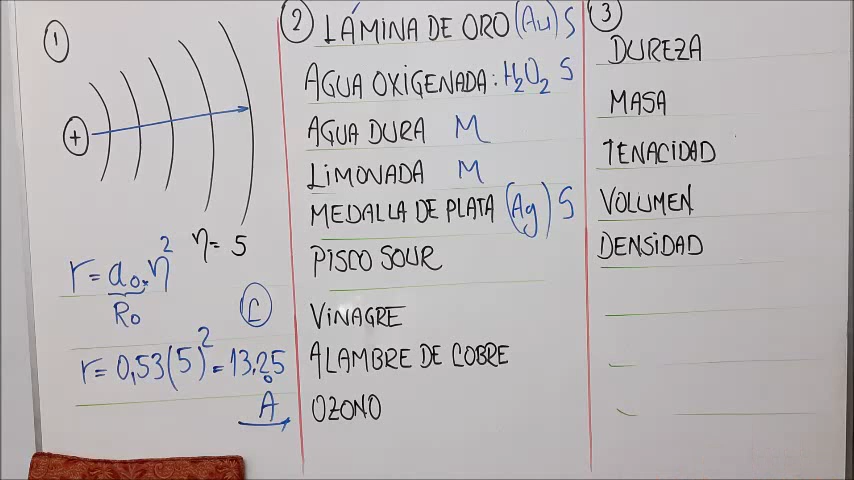 1
+
η= 5
r = a₀.η²
R₀
C
r = 0,53(5)² = 13,25
Å
2 LÁMINA DE ORO (Au) S
AGUA OXIGENADA: H₂O₂ S
AGUA DURA M
LIMONADA M
MEDALLA DE PLATA (Ag) S
PISCO SOUR
VINAGRE
ALAMBRE DE COBRE
OZONO
3
DUREZA
MASA
TENACIDAD
VOLUMEN
DENSIDAD